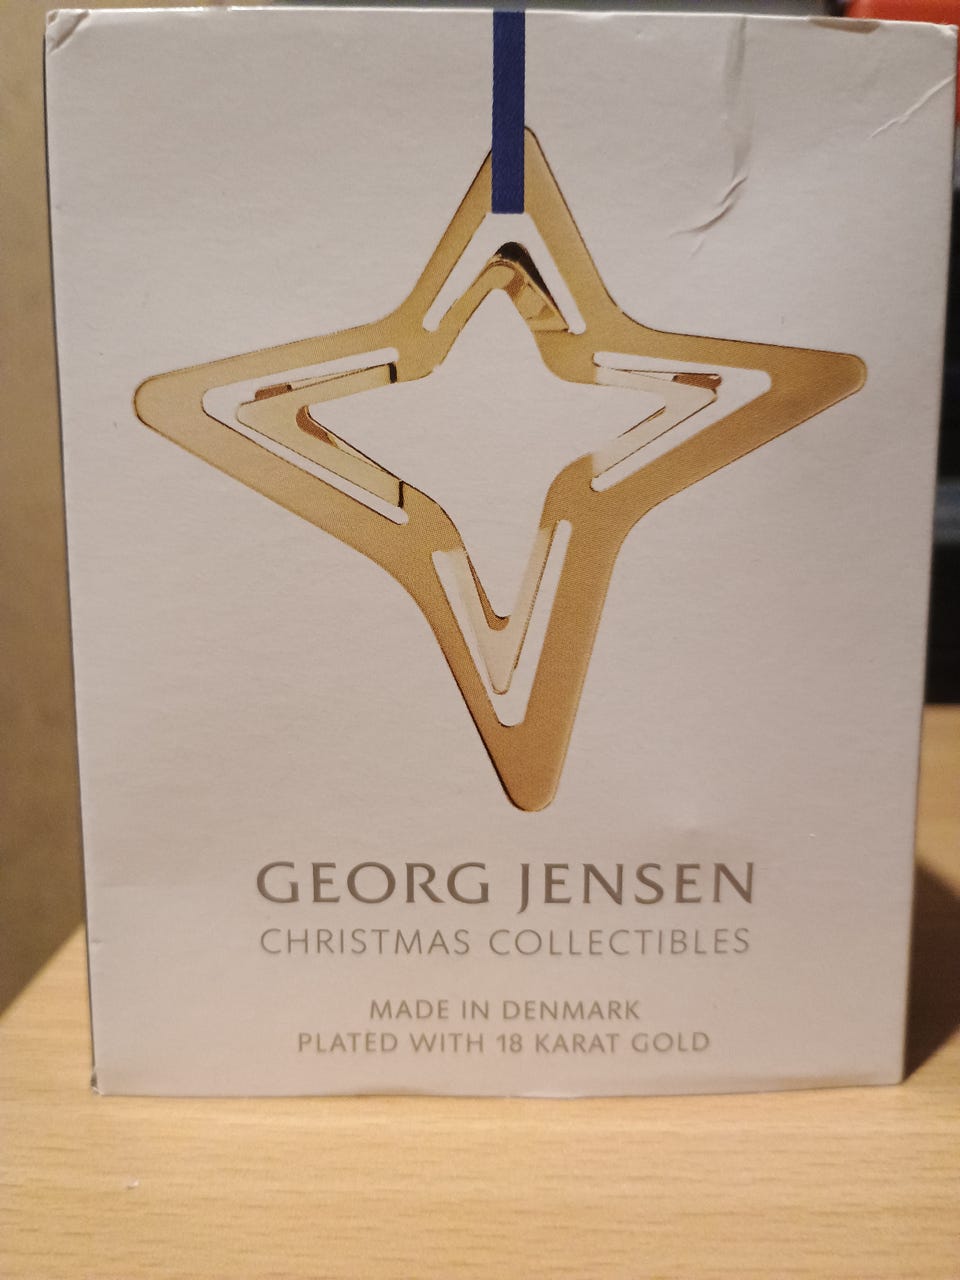 GEORG JENSEN
CHRISTMAS COLLECTIBLES
MADE IN DENMARK
PLATED WITH 18 KARAT GOLD